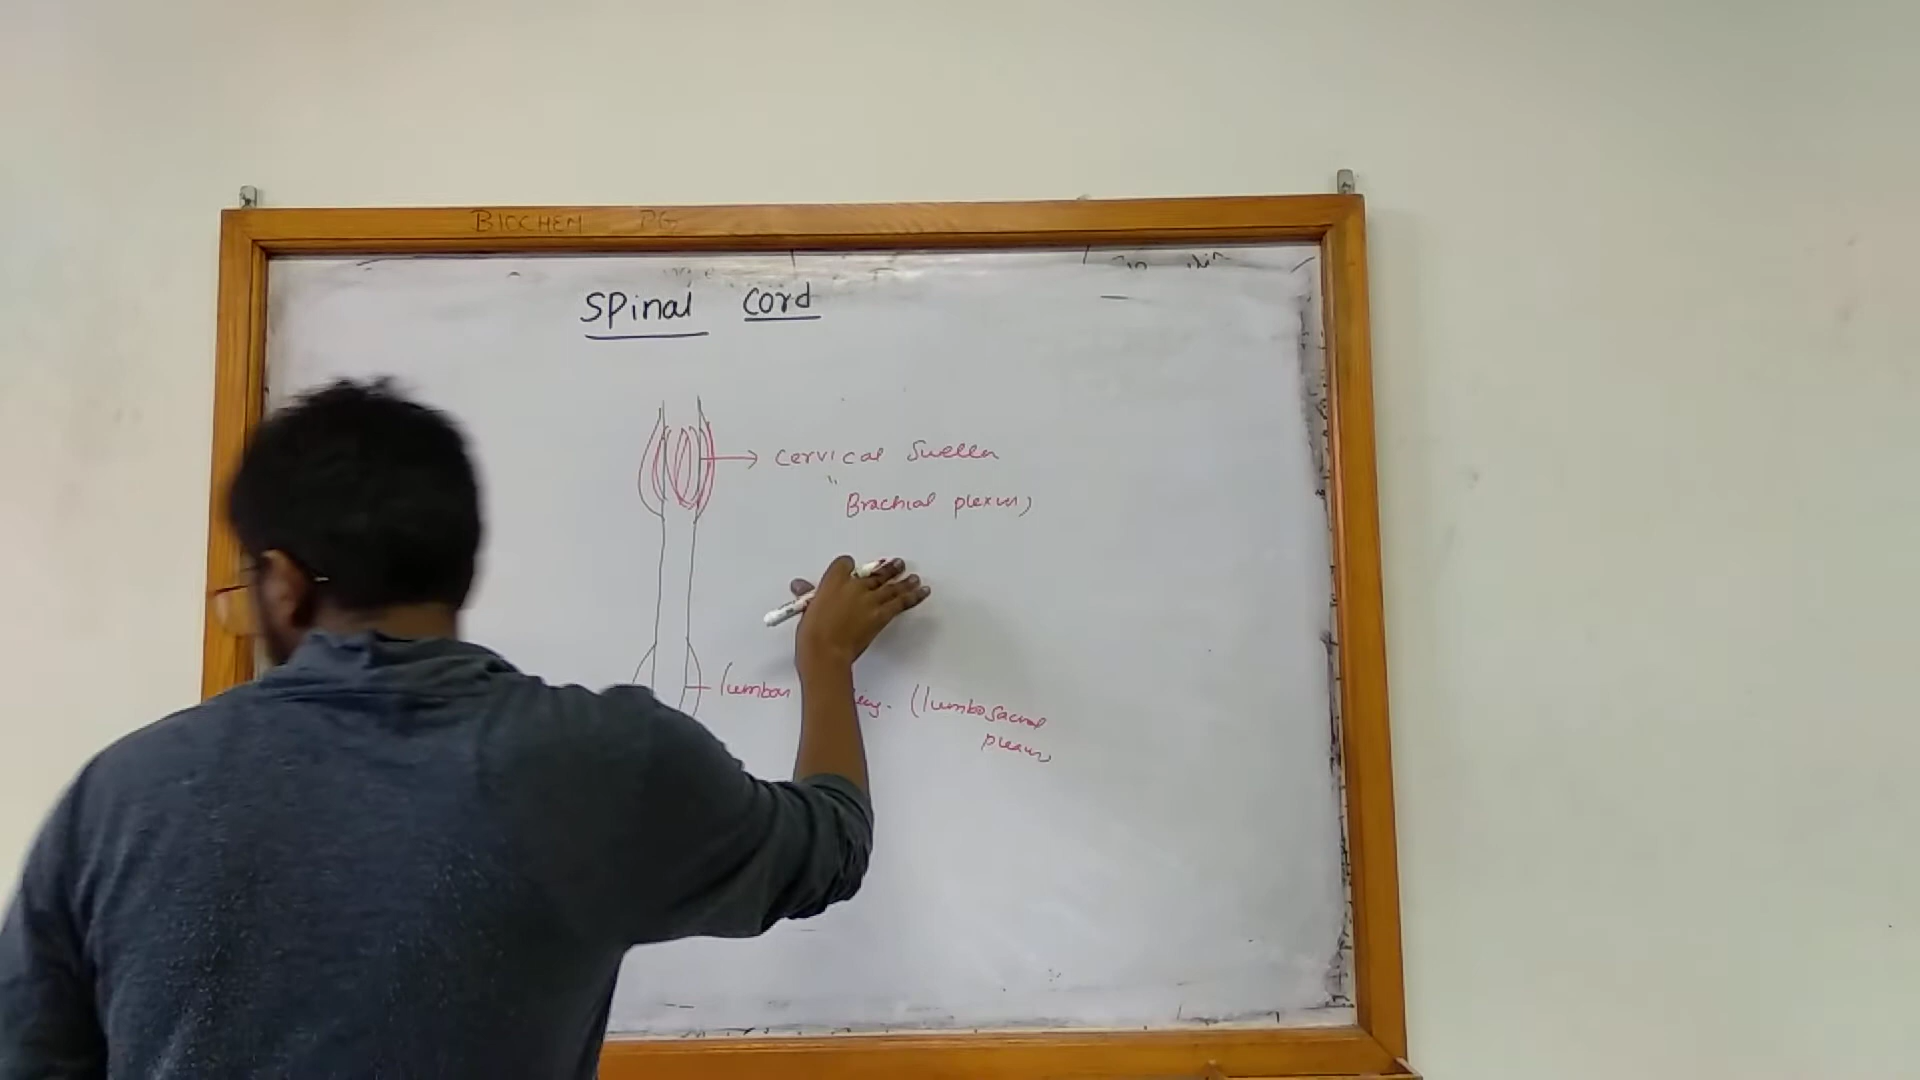 BIOCHEM PG
Spinal Cord
Cervical Swellin
Brachial plexus)
lumbar (lumbosacral
plexus